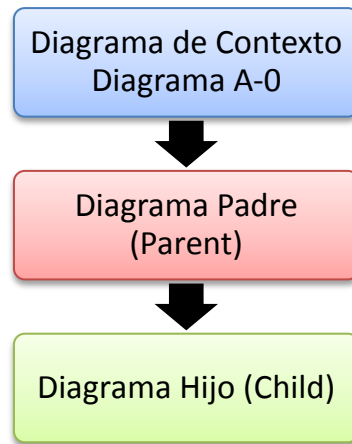 Diagrama de Contexto
Diagrama A-0
Diagrama Padre
(Parent)
Diagrama Hijo (Child)